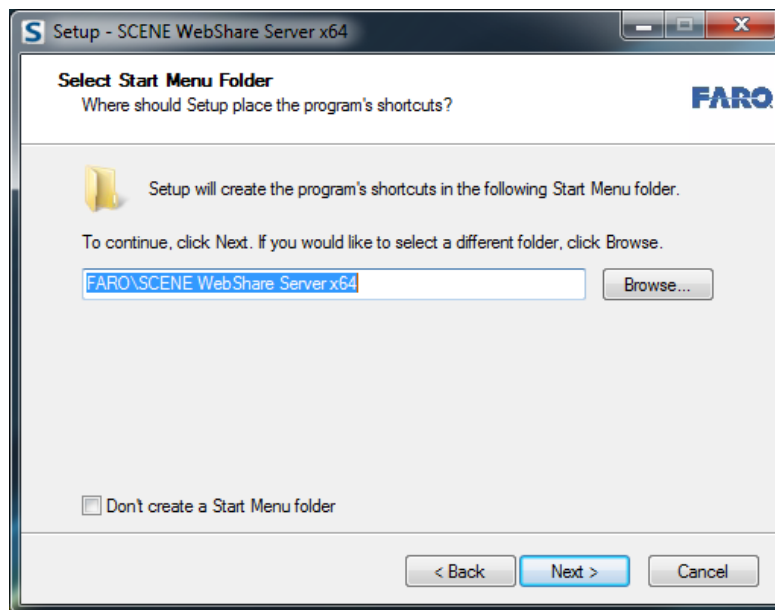 S Setup - SCENE WebShare Server x64
Select Start Menu Folder
Where should Setup place the program's shortcuts?
FARO
Setup will create the program's shortcuts in the following Start Menu folder.
To continue, click Next. If you would like to select a different folder, click Browse.
FARO\SCENE WebShare Server x64
Browse...
Don't create a Start Menu folder
< Back
Next >
Cancel